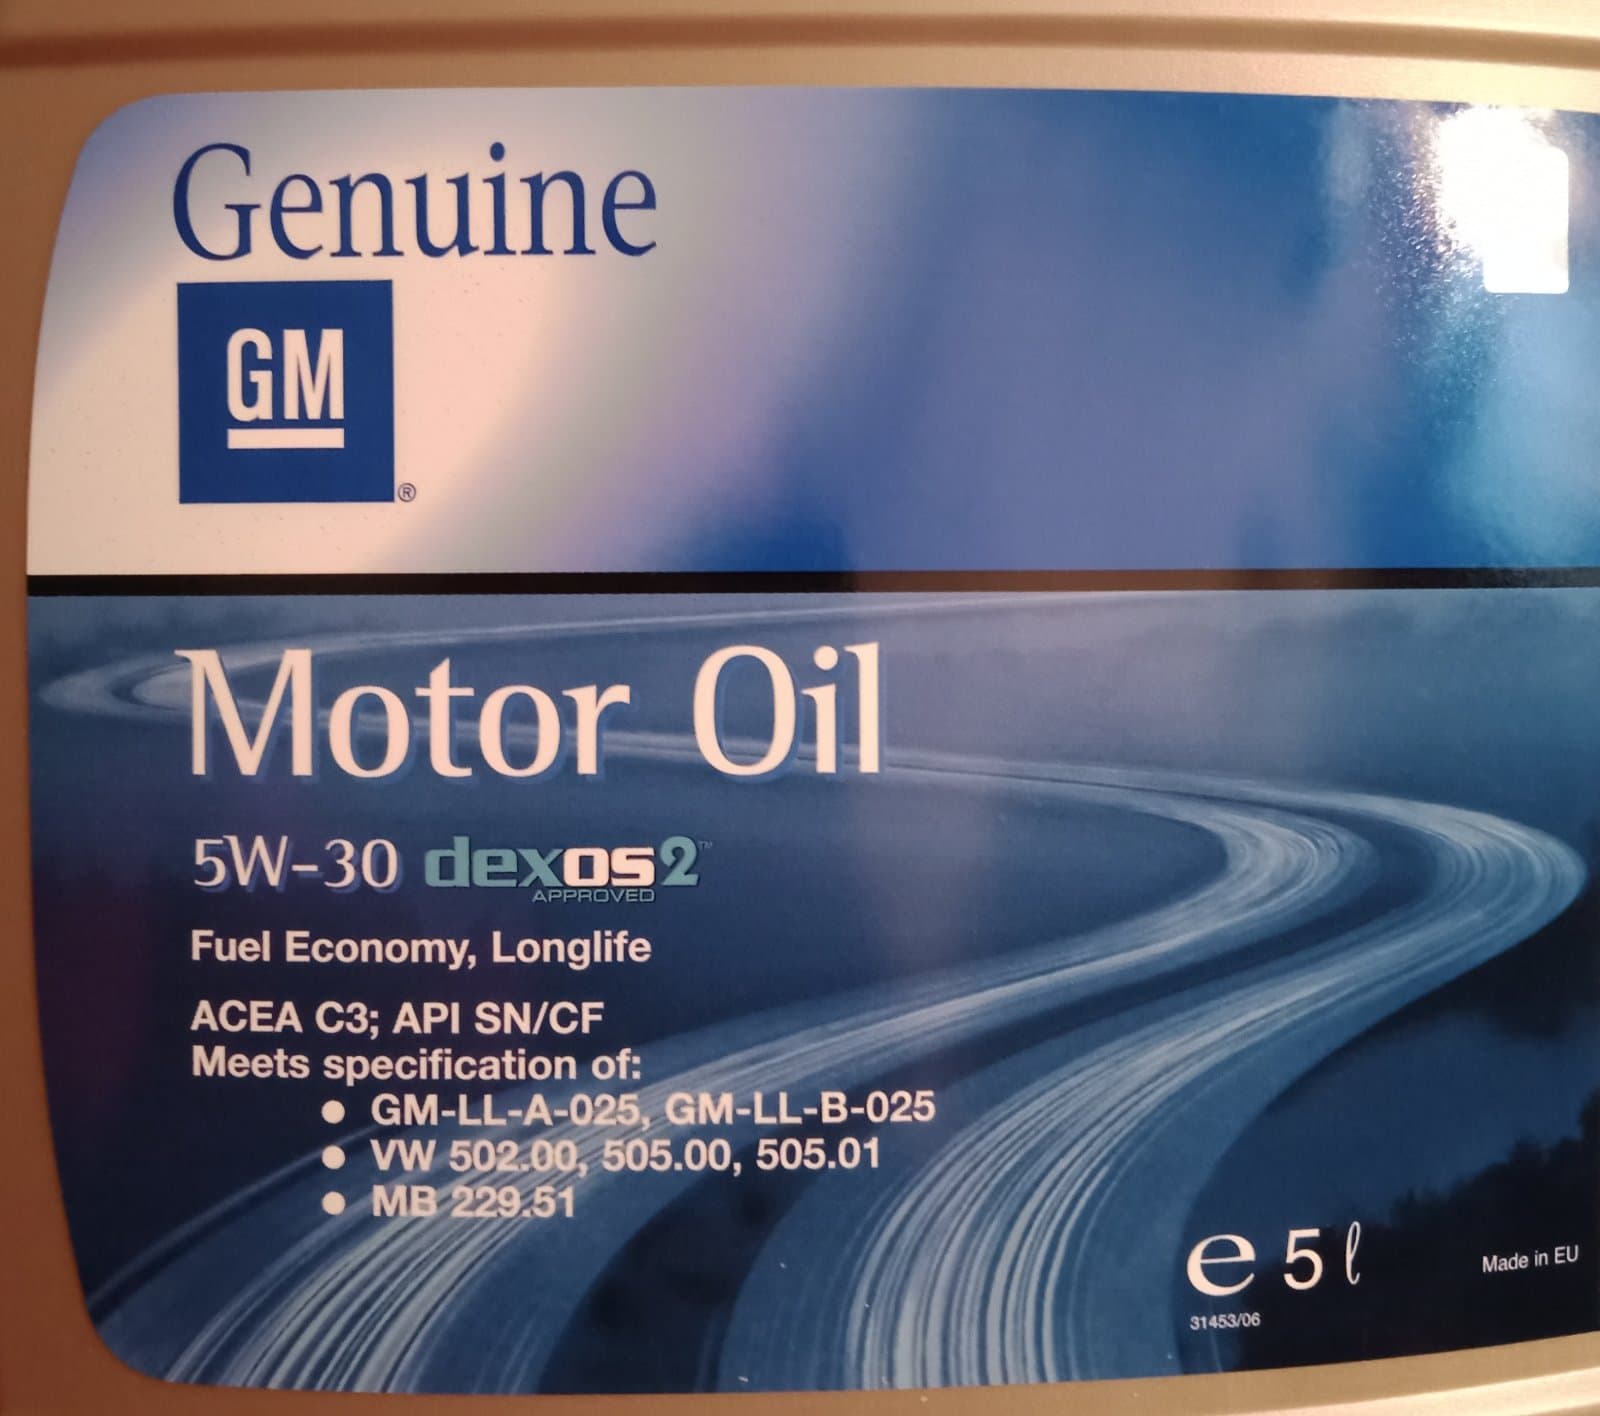 Genuine
GM
®
Motor Oil
5W-30 dexos2™
APPROVED
Fuel Economy, Longlife
ACEA C3; API SN/CF
Meets specification of:
● GM-LL-A-025, GM-LL-B-025
● VW 502.00, 505.00, 505.01
● MB 229.51
e 5 ℓ
Made in EU
31453/06